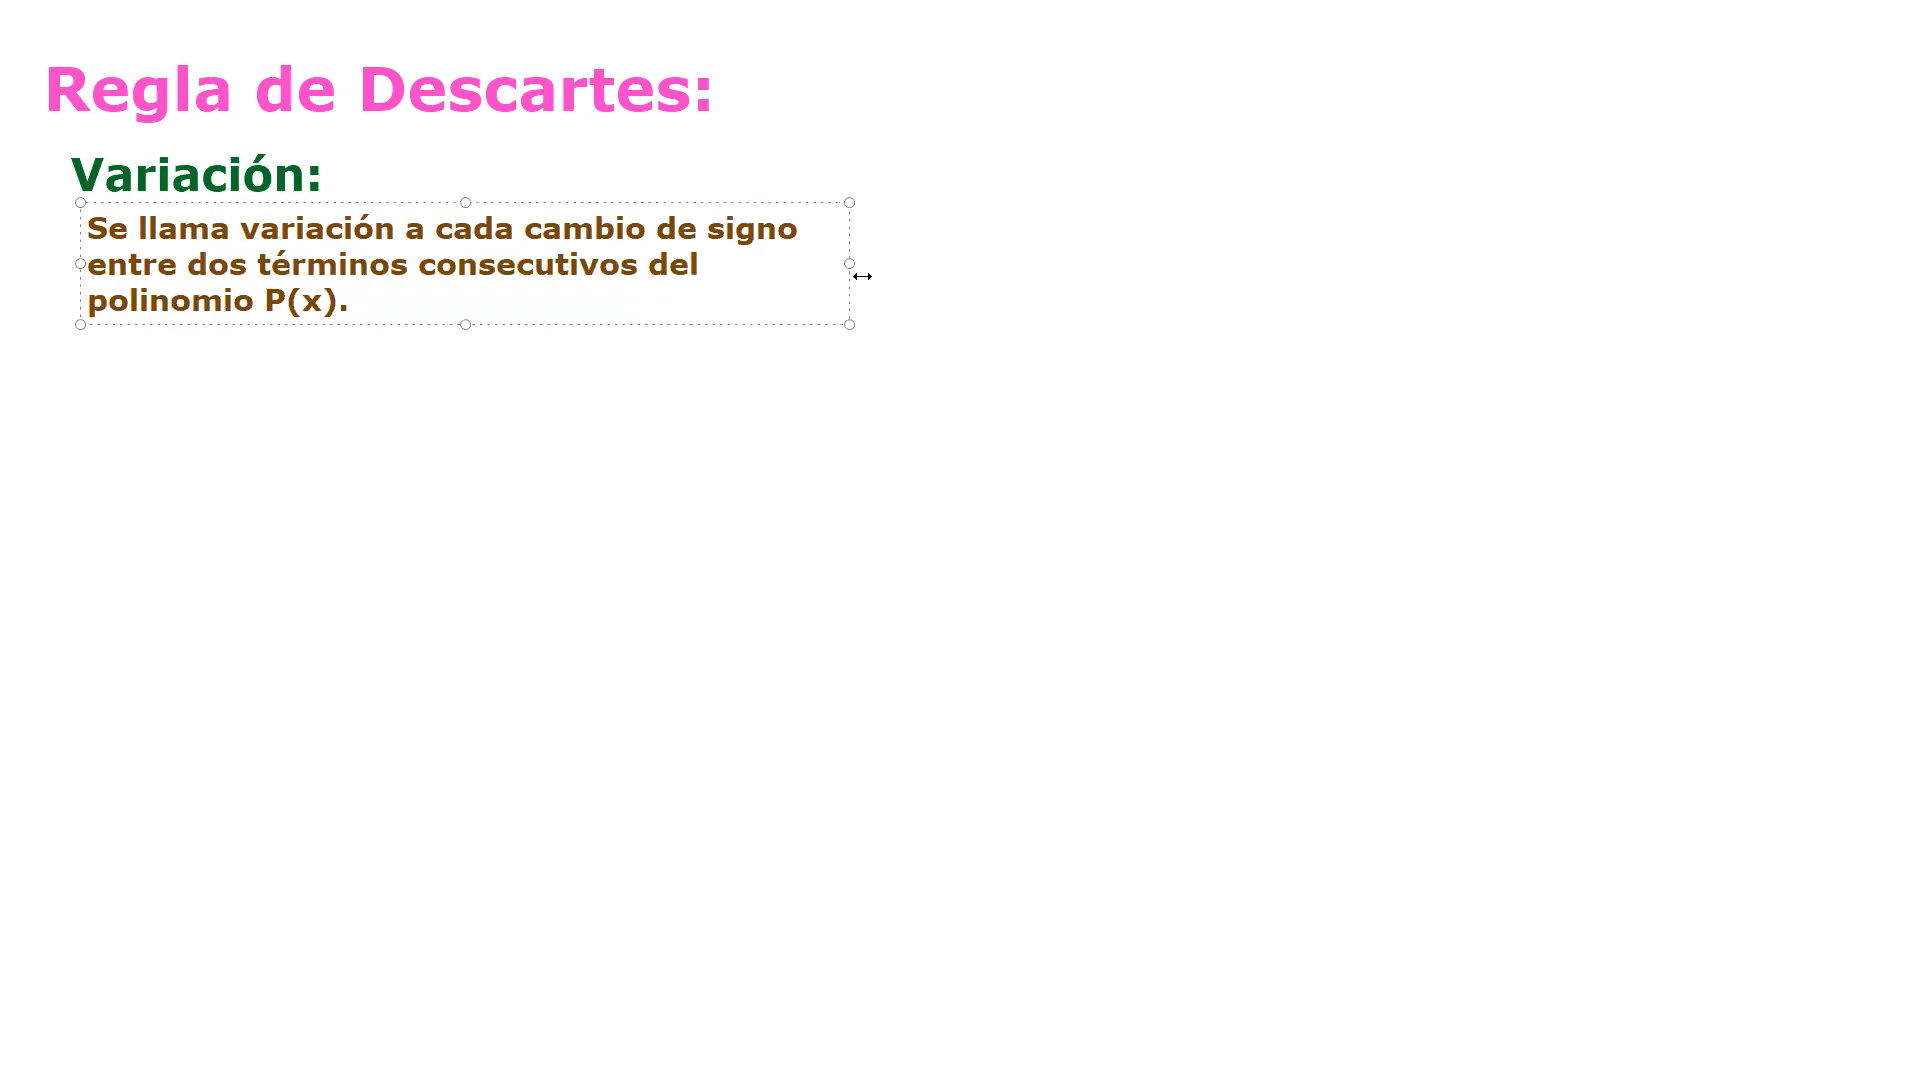 Regla de Descartes:
Variación:
Se llama variación a cada cambio de signo
entre dos términos consecutivos del
polinomio P(x).